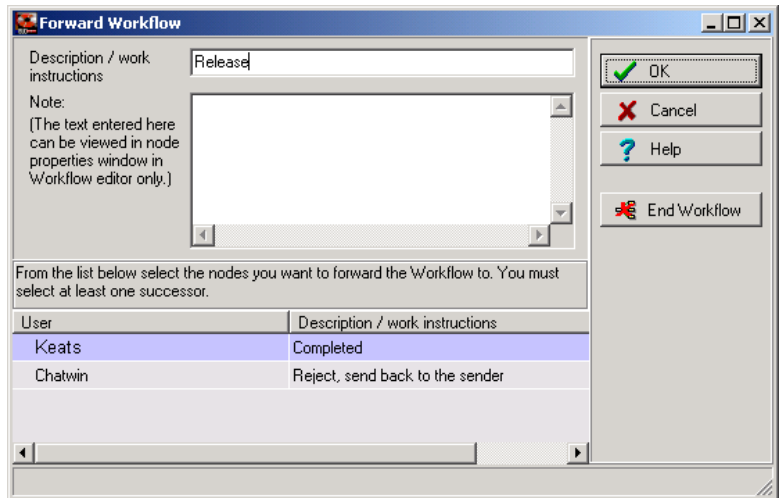 Forward Workflow
Description / work
instructions
Release
Note:
(The text entered here
can be viewed in node
properties window in
Workflow editor only.)
OK
Cancel
Help
End Workflow
From the list below select the nodes you want to forward the Workflow to. You must
select at least one successor.
User Description / work instructions
Keats Completed
Chatwin Reject, send back to the sender